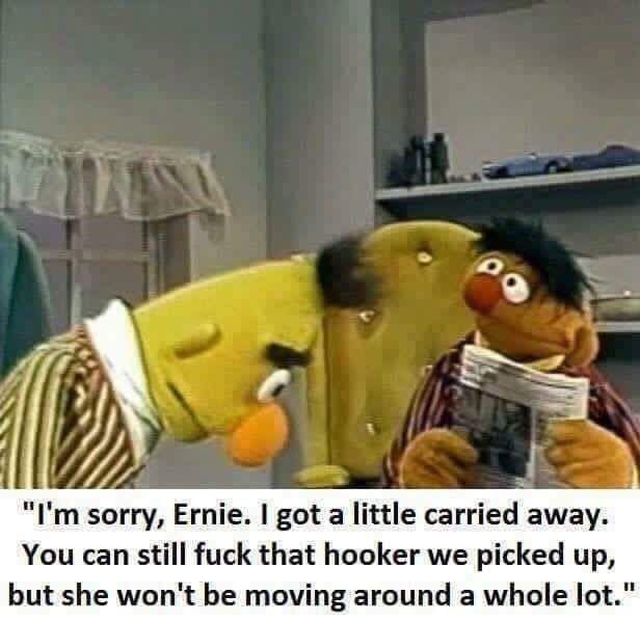 "I'm sorry, Ernie. I got a little carried away.
You can still fuck that hooker we picked up,
but she won't be moving around a whole lot."